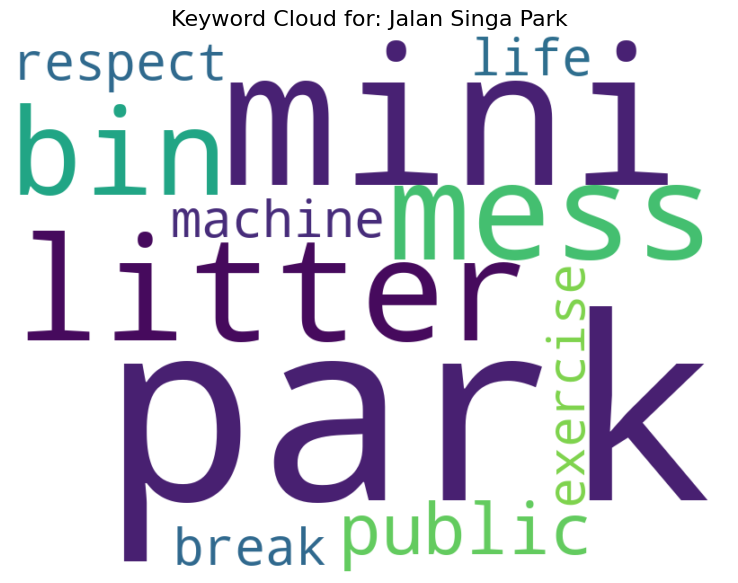 Keyword Cloud for: Jalan Singa Park
respect
life
mini
bin
mess
machine
litter
exercise
park
public
break